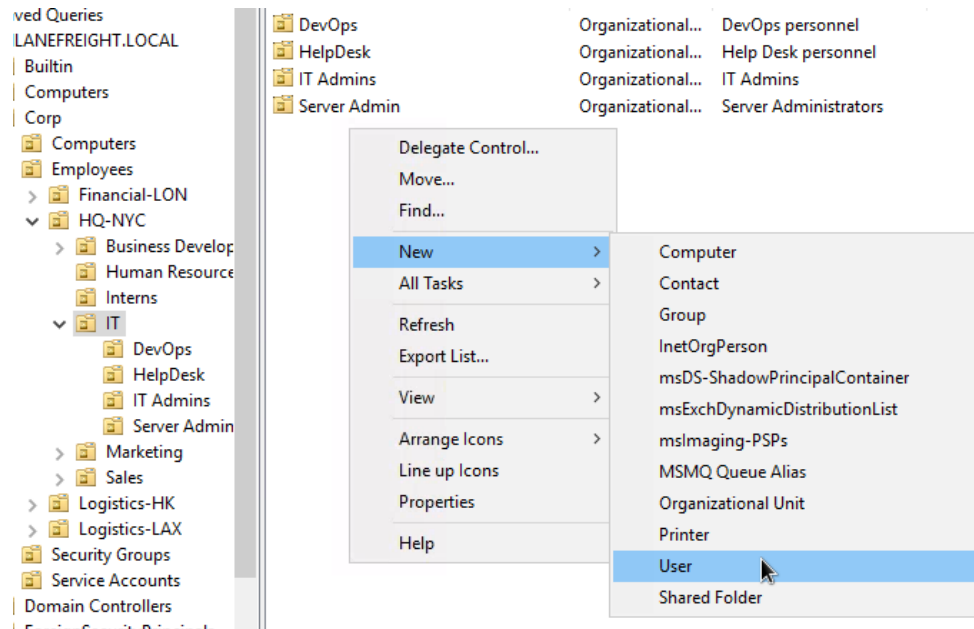 ved Queries
LANEFREIGHT.LOCAL
Builtin
Computers
Corp
Computers
Employees
Financial-LON
HQ-NYC
Business Develop
Human Resource
Interns
IT
DevOps
HelpDesk
IT Admins
Server Admin
Marketing
Sales
Logistics-HK
Logistics-LAX
Security Groups
Service Accounts
Domain Controllers
DevOps Organizational... DevOps personnel
HelpDesk Organizational... Help Desk personnel
IT Admins Organizational... IT Admins
Server Admin Organizational... Server Administrators
Delegate Control...
Move...
Find...
New
All Tasks
Refresh
Export List...
View
Arrange Icons
Line up Icons
Properties
Help
Computer
Contact
Group
InetOrgPerson
msDS-ShadowPrincipalContainer
msExchDynamicDistributionList
msImaging-PSPs
MSMQ Queue Alias
Organizational Unit
Printer
User
Shared Folder